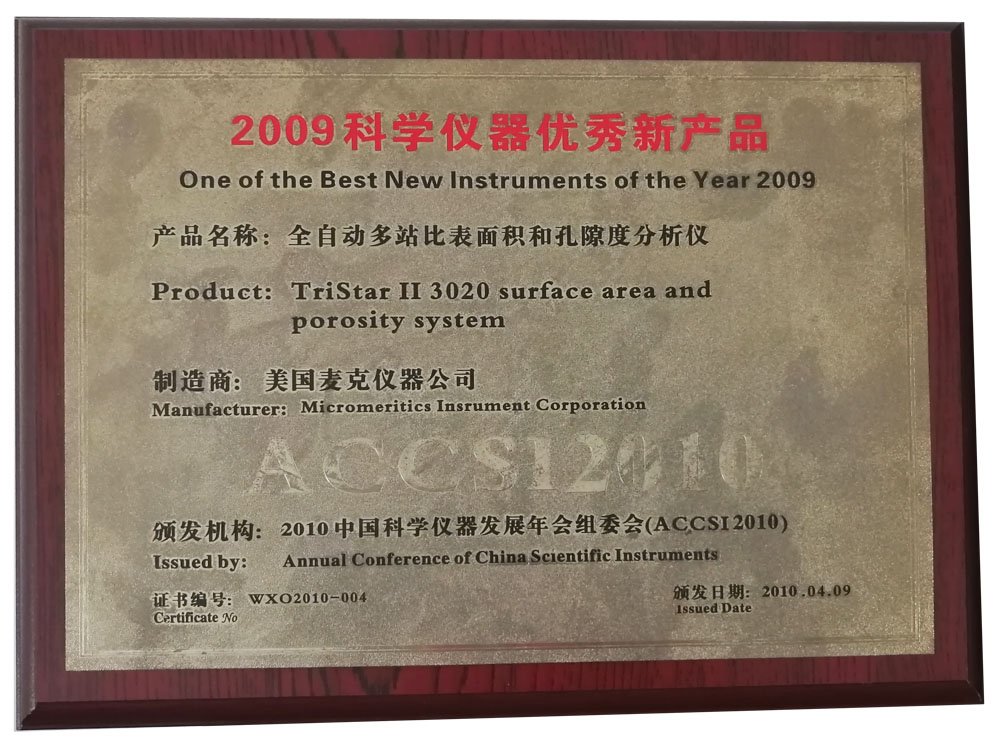 2009科学仪器优秀新产品
One of the Best New Instruments of the Year 2009
产品名称：全自动多站比表面积和孔隙度分析仪
Product: TriStar II 3020 surface area and
porosity system
制造商：美国麦克仪器公司
Manufacturer: Micromeritics Insrument Corporation
ACCSI2010
颁发机构：2010中国科学仪器发展年会组委会(ACCSI 2010)
Issued by: Annual Conference of China Scientific Instruments
证书编号：WXO2010-004
Certificate No
颁发日期：2010.04.09
Issued Date